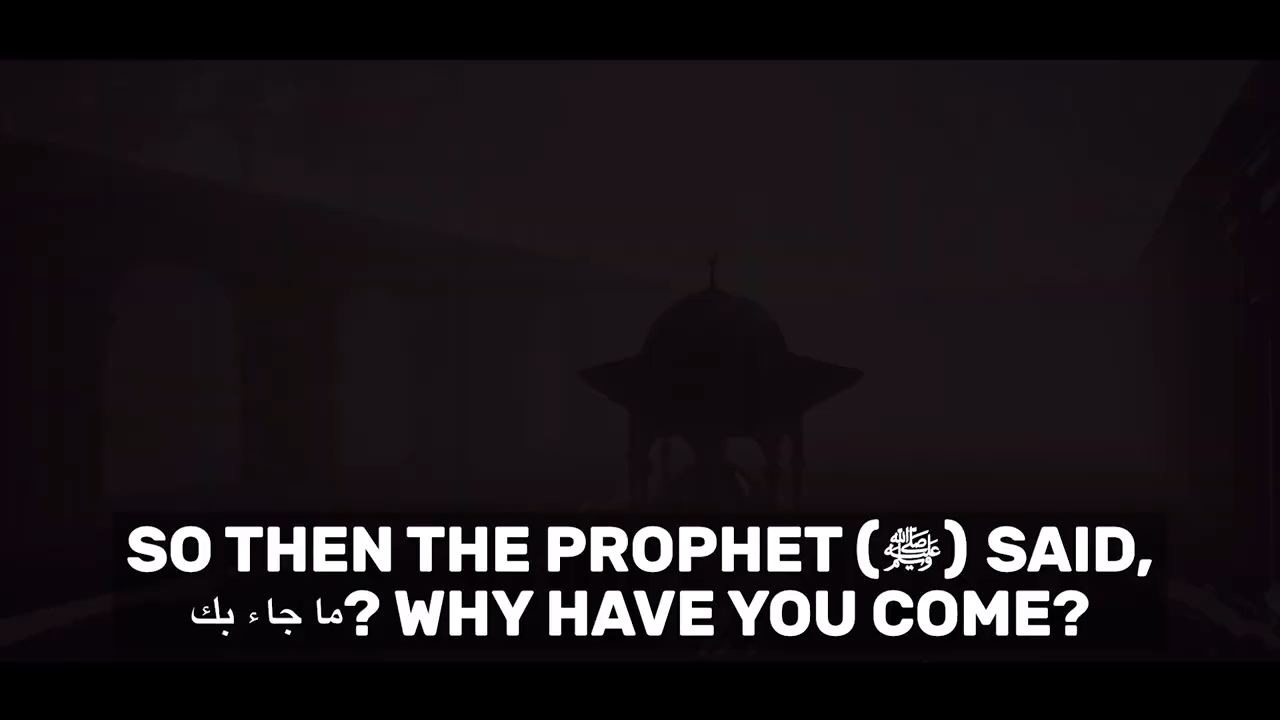 SO THEN THE PROPHET (ﷺ) SAID,
ما جاء بك? WHY HAVE YOU COME?